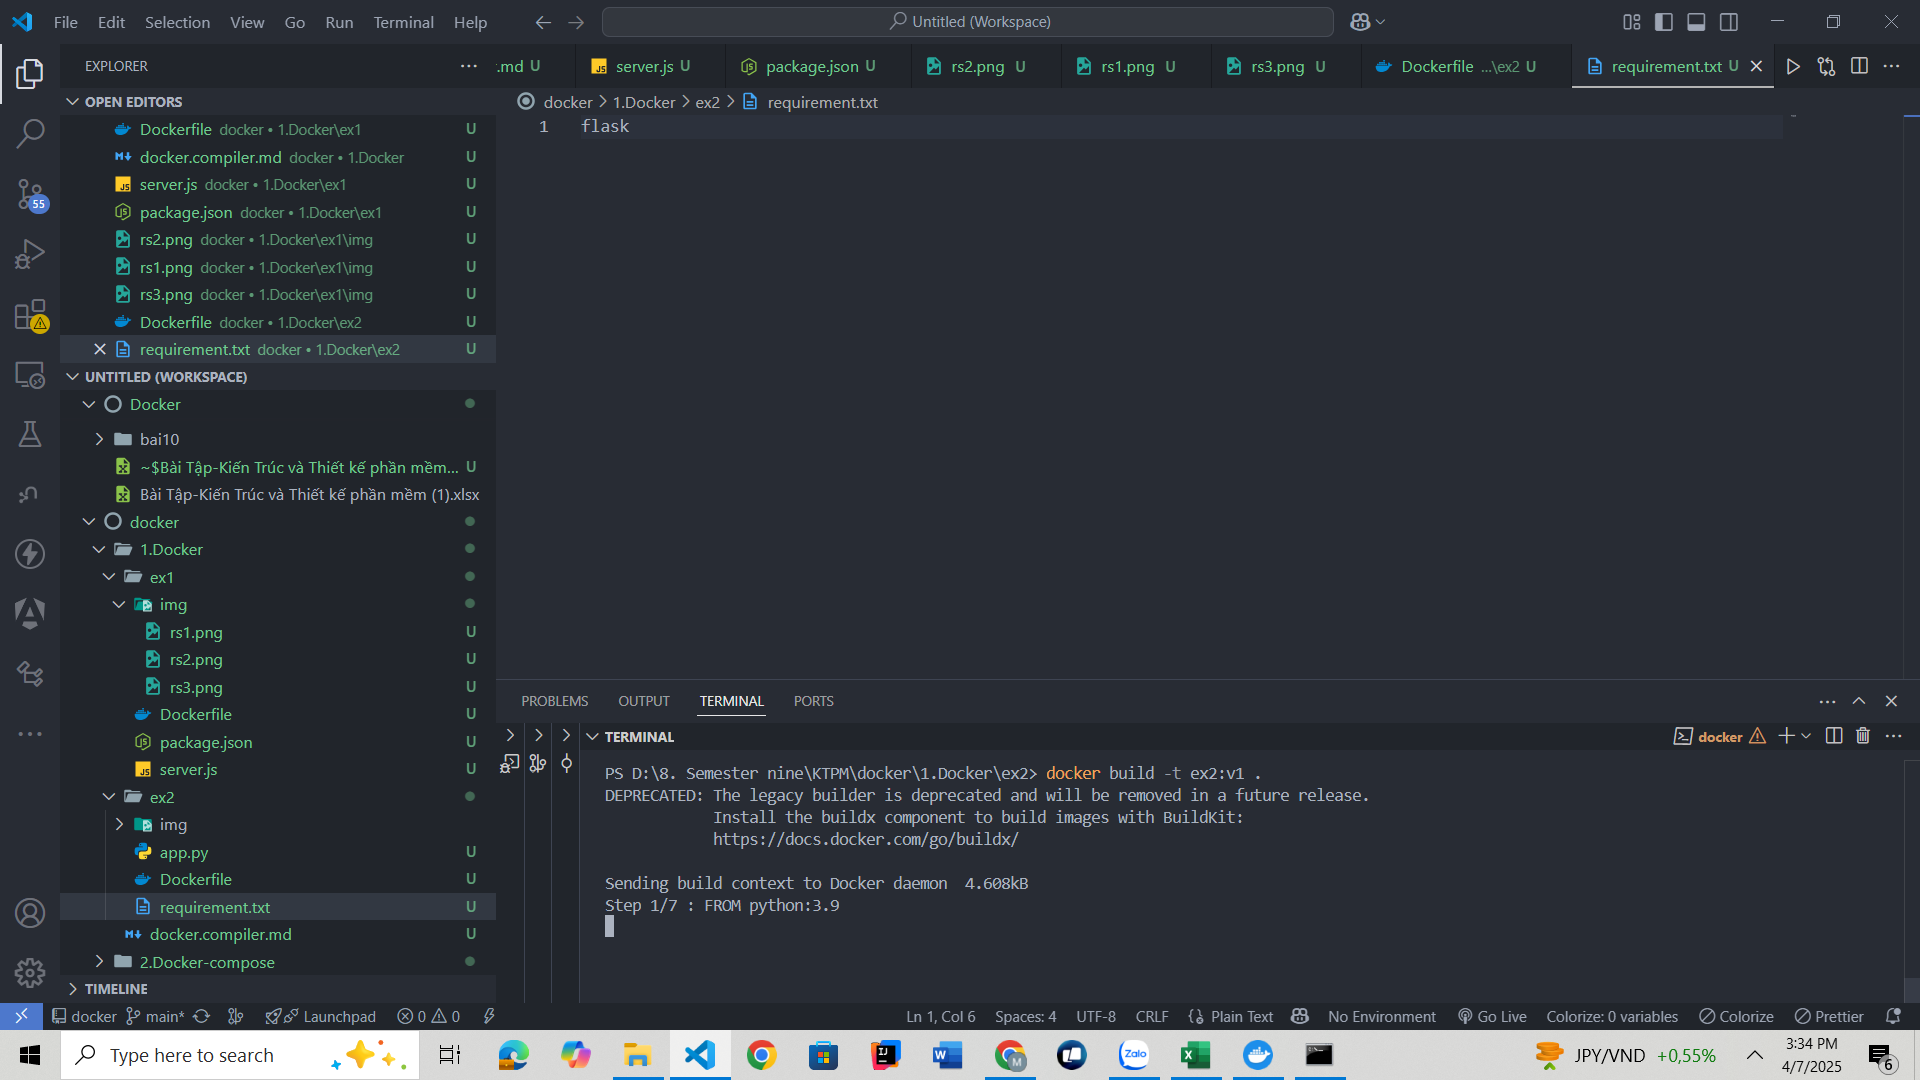 File Edit Selection View Go Run Terminal Help
Untitled (Workspace)
EXPLORER
.md U
server.js U
package.json U
rs2.png U
rs1.png U
rs3.png U
Dockerfile ...\ex2 U
requirement.txt U
OPEN EDITORS
Dockerfile docker • 1.Docker\ex1 U
docker.compiler.md docker • 1.Docker U
server.js docker • 1.Docker\ex1 U
package.json docker • 1.Docker\ex1 U
rs2.png docker • 1.Docker\ex1\img U
rs1.png docker • 1.Docker\ex1\img U
rs3.png docker • 1.Docker\ex1\img U
Dockerfile docker • 1.Docker\ex2 U
requirement.txt docker • 1.Docker\ex2 U
UNTITLED (WORKSPACE)
Docker
bai10
~$Bài Tập-Kiến Trúc và Thiết kế phần mềm... U
Bài Tập-Kiến Trúc và Thiết kế phần mềm (1).xlsx
docker
1.Docker
ex1
img
rs1.png U
rs2.png U
rs3.png U
Dockerfile U
package.json U
server.js U
ex2
img
app.py U
Dockerfile U
requirement.txt U
docker.compiler.md U
2.Docker-compose
TIMELINE
55
docker > 1.Docker > ex2 > requirement.txt
1 flask
PROBLEMS OUTPUT TERMINAL PORTS
TERMINAL
docker
PS D:\8. Semester nine\KTPM\docker\1.Docker\ex2> docker build -t ex2:v1 .
DEPRECATED: The legacy builder is deprecated and will be removed in a future release.
Install the buildx component to build images with BuildKit:
https://docs.docker.com/go/buildx/
Sending build context to Docker daemon 4.608kB
Step 1/7 : FROM python:3.9
docker main* Launchpad 0 0
Ln 1, Col 6 Spaces: 4 UTF-8 CRLF Plain Text No Environment Go Live Colorize: 0 variables Colorize Prettier
Type here to search
JPY/VND +0,55%
3:34 PM
4/7/2025
6